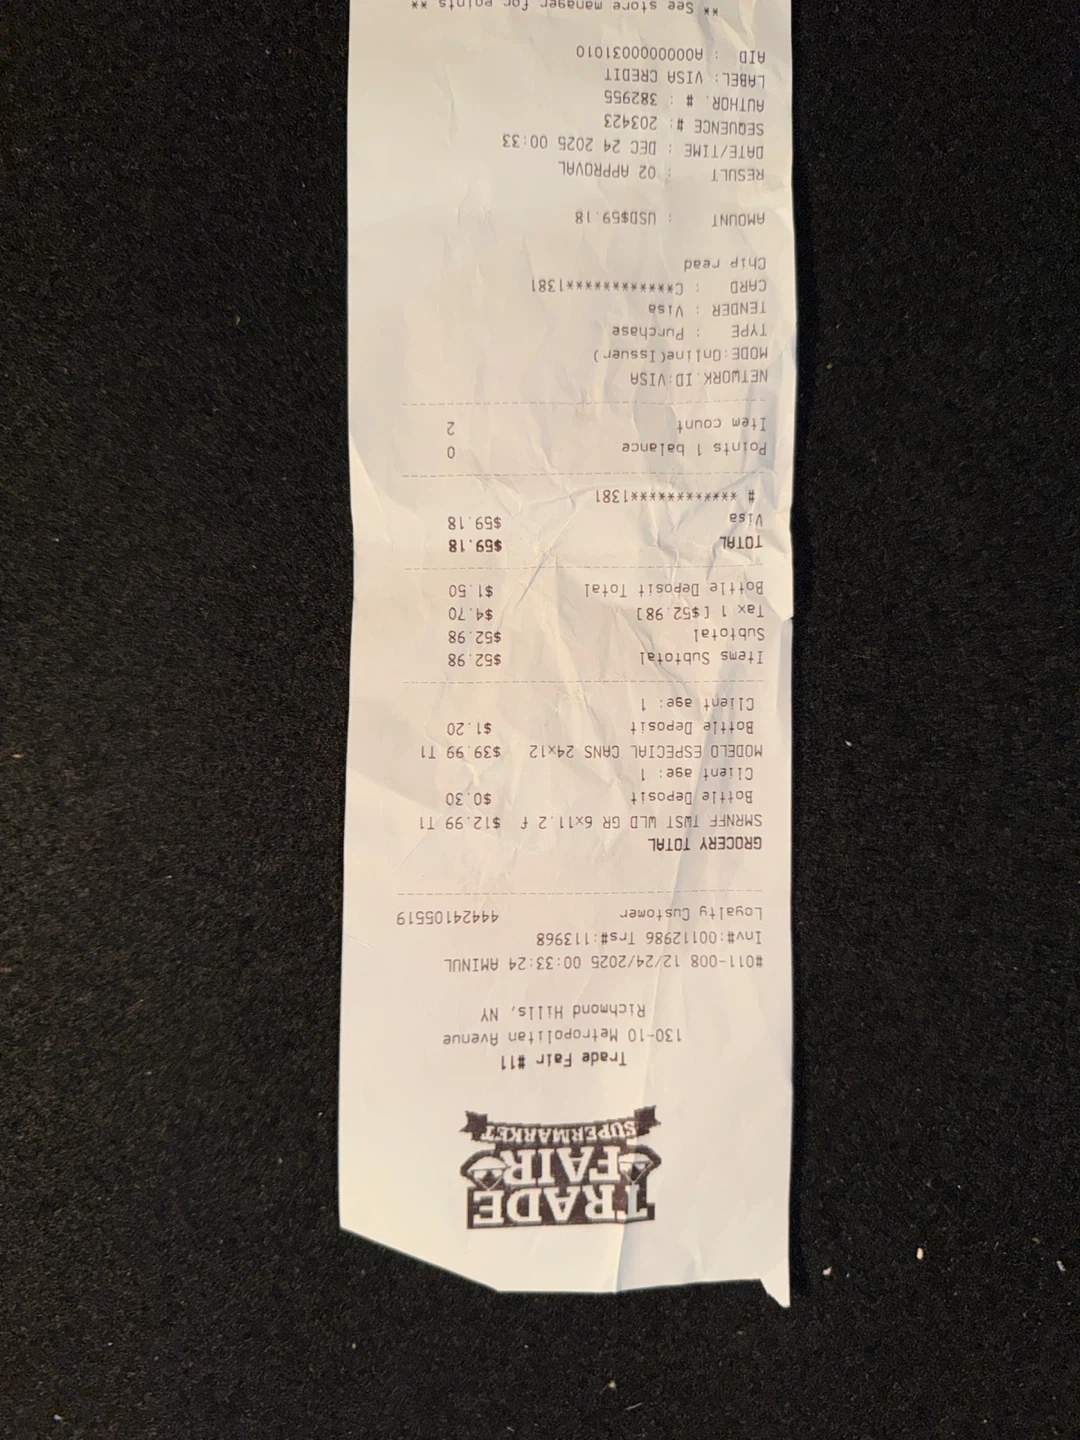 TRADE
FAIR
SUPERMARKET
Trade Fair #11
130-10 Metropolitan Avenue
Richmond Hills, NY
#011-008 12/24/2025 00:33:24 AMINUL
Inv#:00112986 Trs#:113968
Loyalty Customer 44424105519
GROCERY TOTAL
SMRNFF TWST WLD GR 6x11.2 f $12.99 T1
Bottle Deposit $0.30
Client age: 1
MODELO ESPECIAL CANS 24x12 $39.99 T1
Bottle Deposit $1.20
Client age: 1
Items Subtotal $52.98
Subtotal $52.98
Tax 1 [$52.98] $4.70
Bottle Deposit Total $1.50
TOTAL $59.18
Visa $59.18
# ************1381
Points 1 balance 0
Item count 2
NETWORK.ID:VISA
MODE:Online(Issuer)
TYPE : Purchase
TENDER : Visa
CARD : C************1381
Chip read
AMOUNT : USD$59.18
RESULT : 02 APPROVAL
DATE/TIME : DEC 24 2025 00:33
SEQUENCE #: 203423
AUTHOR. # : 382955
LABEL: VISA CREDIT
AID : A0000000031010
** See store manager for points **